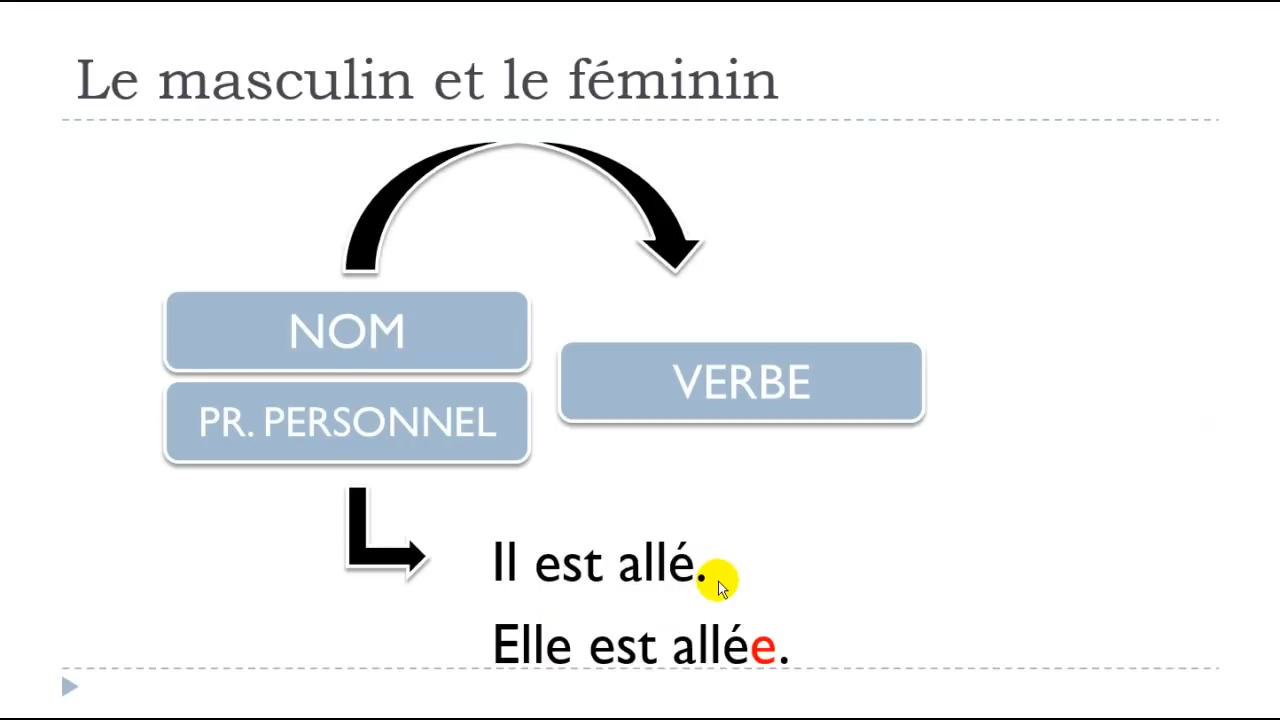 Le masculin et le féminin
NOM
PR. PERSONNEL
VERBE
Il est allé.
Elle est allée.